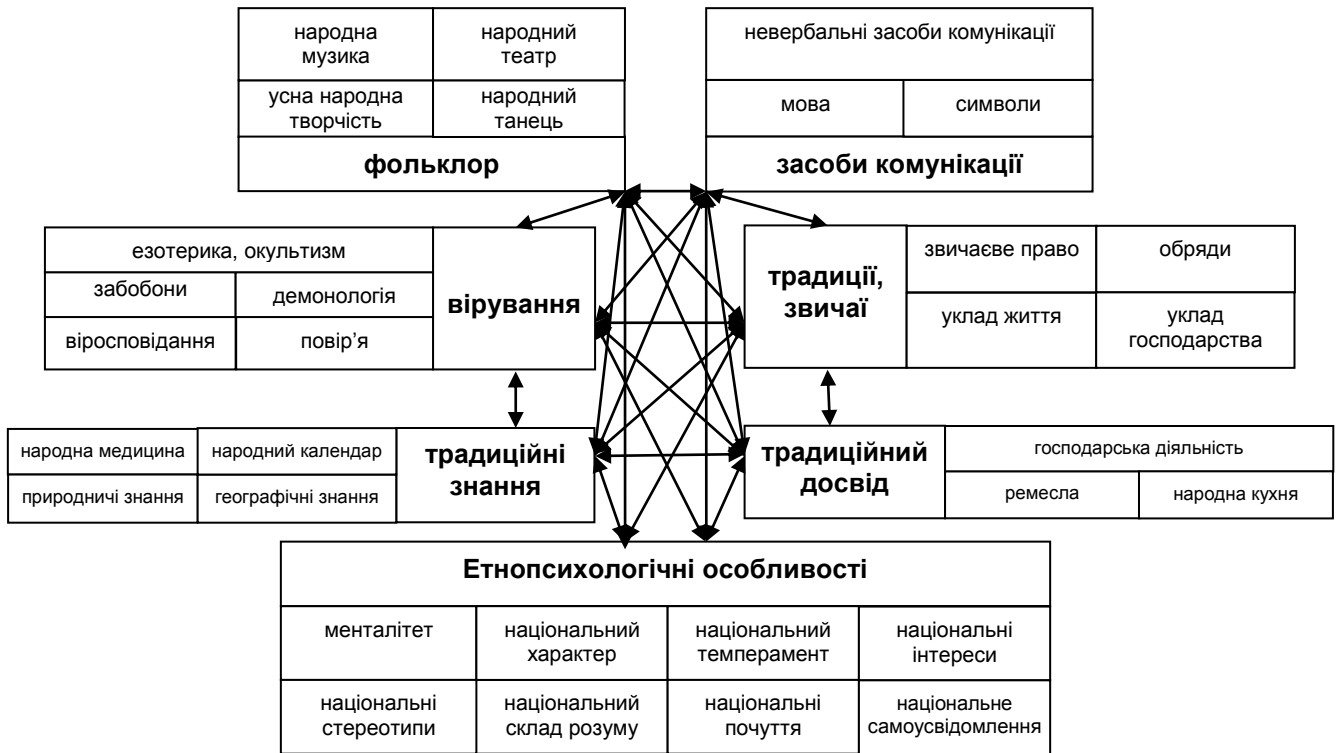 народна
музика
народний
театр
усна народна
творчість
народний
танець
фольклор
невербальні засоби комунікації
мова
символи
засоби комунікації
езотерика, окультизм
забобони
демонологія
віросповідання
повір’я
вірування
традиції,
звичаї
звичаєве право
обряди
уклад життя
уклад
господарства
народна медицина
народний календар
природничі знання
географічні знання
традиційні
знання
традиційний
досвід
господарська діяльність
ремесла
народна кухня
Етнопсихологічні особливості
менталітет
національний
характер
національний
темперамент
національні
інтереси
національні
стереотипи
національний
склад розуму
національні
почуття
національне
самоусвідомлення